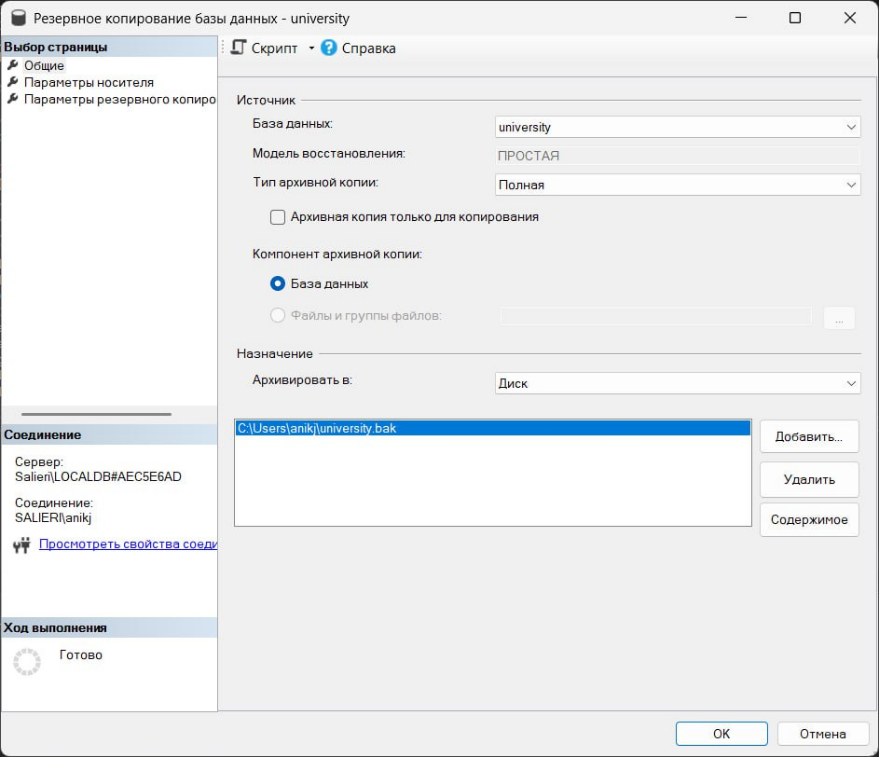 Резервное копирование базы данных - university
Выбор страницы
Общие
Параметры носителя
Параметры резервного копиро
Скрипт
Справка
Источник
База данных:
university
Модель восстановления:
ПРОСТАЯ
Тип архивной копии:
Полная
Архивная копия только для копирования
Компонент архивной копии:
База данных
Файлы и группы файлов:
...
Назначение
Архивировать в:
Диск
C:\Users\anikj\university.bak
Добавить...
Удалить
Содержимое
Соединение
Сервер:
Salieri\LOCALDB#AEC5E6AD
Соединение:
SALIERI\anikj
Просмотреть свойства соеди
Ход выполнения
Готово
ОК
Отмена